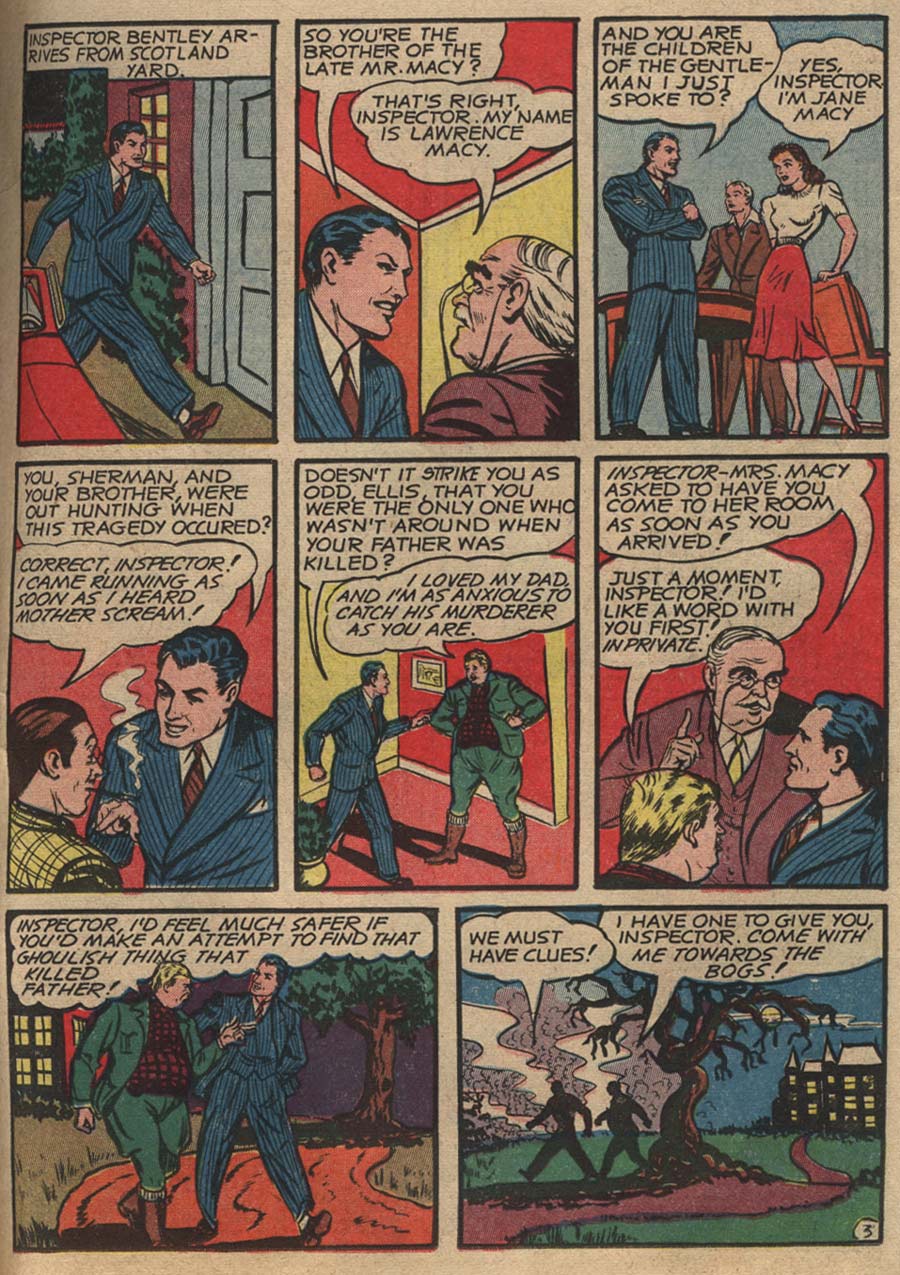 INSPECTOR BENTLEY AR-
RIVES FROM SCOTLAND
YARD.
SO YOU'RE THE
BROTHER OF THE
LATE MR. MACY?
THAT'S RIGHT,
INSPECTOR. MY NAME
IS LAWRENCE
MACY.
AND YOU ARE
THE CHILDREN
OF THE GENTLE-
MAN I JUST
SPOKE TO?
YES,
INSPECTOR
I'M JANE
MACY
YOU, SHERMAN, AND
YOUR BROTHER, WERE
OUT HUNTING WHEN
THIS TRAGEDY OCCURED?
CORRECT, INSPECTOR!
I CAME RUNNING AS
SOON AS I HEARD
MOTHER SCREAM!
DOESN'T IT STRIKE YOU AS
ODD, ELLIS, THAT YOU
WERE THE ONLY ONE WHO
WASN'T AROUND WHEN
YOUR FATHER WAS
KILLED?
I LOVED MY DAD,
AND I'M AS ANXIOUS TO
CATCH HIS MURDERER
AS YOU ARE.
INSPECTOR-MRS. MACY
ASKED TO HAVE YOU
COME TO HER ROOM
AS SOON AS YOU
ARRIVED!
JUST A MOMENT,
INSPECTOR! I'D
LIKE A WORD WITH
YOU FIRST!
IN PRIVATE.
INSPECTOR, I'D FEEL MUCH SAFER IF
YOU'D MAKE AN ATTEMPT TO FIND THAT
GHOULISH THING THAT
KILLED
FATHER!
WE MUST
HAVE CLUES!
I HAVE ONE TO GIVE YOU,
INSPECTOR. COME WITH
ME TOWARDS THE
BOGS!
3